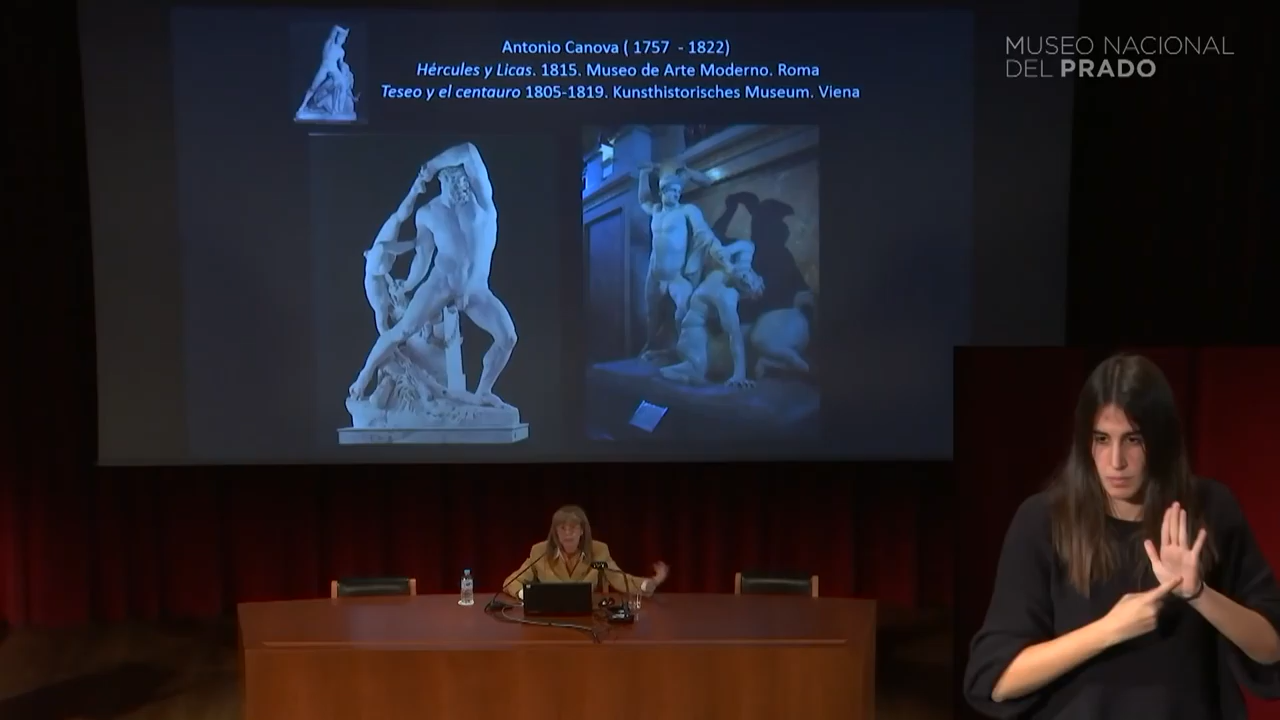 Antonio Canova ( 1757 - 1822)
Hércules y Licas. 1815. Museo de Arte Moderno. Roma
Teseo y el centauro 1805-1819. Kunsthistorisches Museum. Viena
MUSEO NACIONAL
DEL PRADO